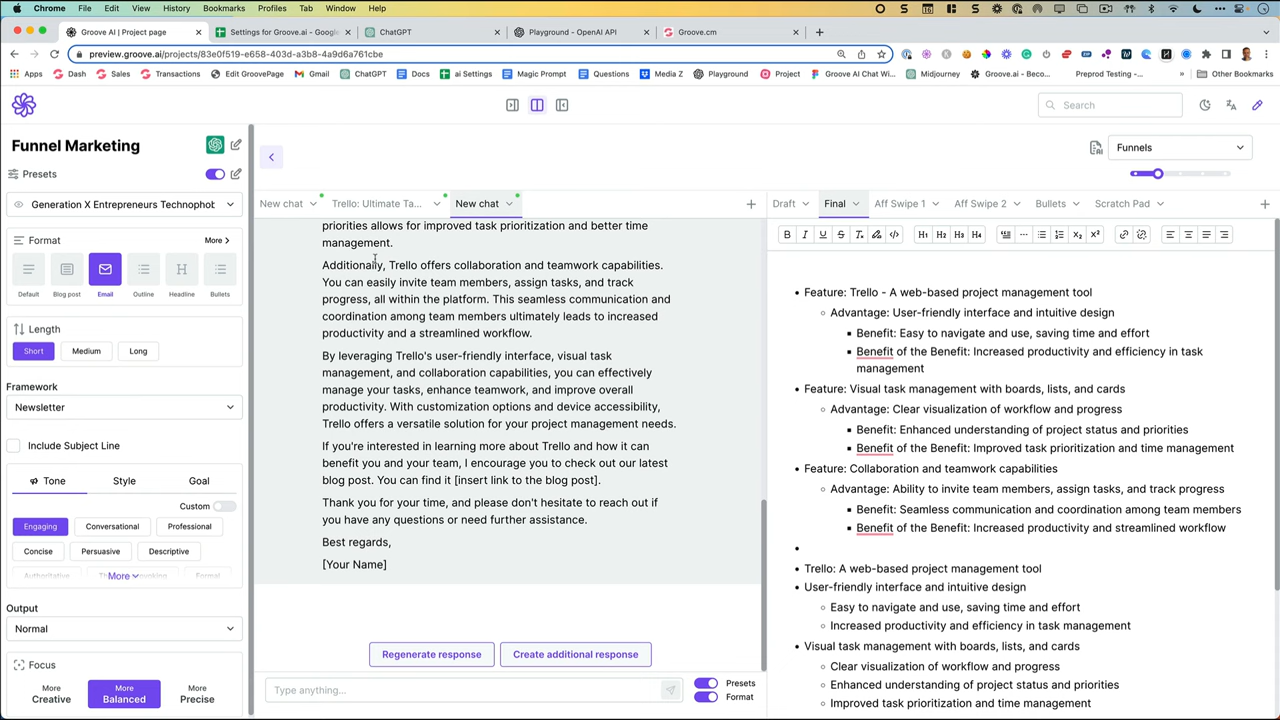 Chrome File Edit View History Bookmarks Profiles Tab Window Help
Groove AI | Project page
Settings for Groove.ai - Google
ChatGPT
Playground - OpenAI API
Groove.cm
preview.groove.ai/projects/83e0f519-e658-403d-a3b8-4a9d6a761cbe
Apps Dash Sales Transactions Edit GroovePage Gmail ChatGPT Docs ai Settings Magic Prompt Questions Media Z Playground Project Groove AI Chat Wi... Midjourney Groove.ai - Beco... Preprod Testing -... » Other Bookmarks
Search
Funnel Marketing
Presets
Generation X Entrepreneurs Technophob
Format
More >
Default Blog post Email Outline Headline Bullets
Length
Short Medium Long
Framework
Newsletter
Include Subject Line
Tone Style Goal
Custom
Engaging Conversational Professional
Concise Persuasive Descriptive
Authoritative More Formal
Output
Normal
Focus
More Creative
More Balanced
More Precise
Funnels
New chat
Trello: Ultimate Ta...
New chat
priorities allows for improved task prioritization and better time
management.
Additionally, Trello offers collaboration and teamwork capabilities.
You can easily invite team members, assign tasks, and track
progress, all within the platform. This seamless communication and
coordination among team members ultimately leads to increased
productivity and a streamlined workflow.
By leveraging Trello's user-friendly interface, visual task
management, and collaboration capabilities, you can effectively
manage your tasks, enhance teamwork, and improve overall
productivity. With customization options and device accessibility,
Trello offers a versatile solution for your project management needs.
If you're interested in learning more about Trello and how it can
benefit you and your team, I encourage you to check out our latest
blog post. You can find it [insert link to the blog post].
Thank you for your time, and please don't hesitate to reach out if
you have any questions or need further assistance.
Best regards,
[Your Name]
Regenerate response
Create additional response
Type anything...
Presets
Format
Draft Final Aff Swipe 1 Aff Swipe 2 Bullets Scratch Pad
B I U S H1 H2 H3 H4 X2 X2
Feature: Trello - A web-based project management tool
Advantage: User-friendly interface and intuitive design
Benefit: Easy to navigate and use, saving time and effort
Benefit of the Benefit: Increased productivity and efficiency in task
management
Feature: Visual task management with boards, lists, and cards
Advantage: Clear visualization of workflow and progress
Benefit: Enhanced understanding of project status and priorities
Benefit of the Benefit: Improved task prioritization and time management
Feature: Collaboration and teamwork capabilities
Advantage: Ability to invite team members, assign tasks, and track progress
Benefit: Seamless communication and coordination among team members
Benefit of the Benefit: Increased productivity and streamlined workflow
Trello: A web-based project management tool
User-friendly interface and intuitive design
Easy to navigate and use, saving time and effort
Increased productivity and efficiency in task management
Visual task management with boards, lists, and cards
Clear visualization of workflow and progress
Enhanced understanding of project status and priorities
Improved task prioritization and time management